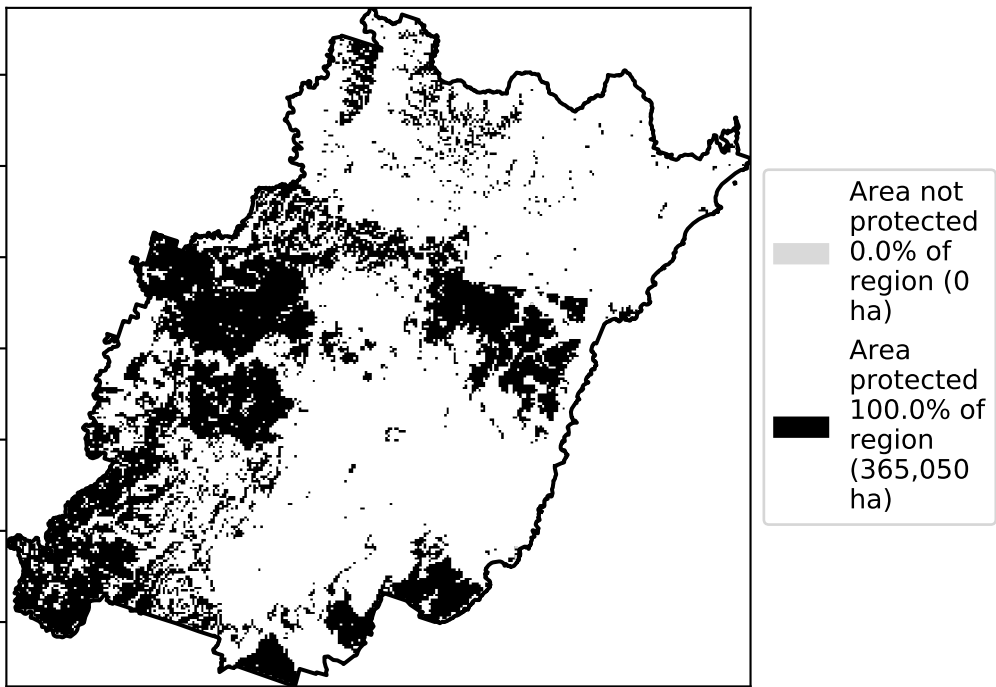 Area not
protected
0.0% of
region (0
ha)
Area
protected
100.0% of
region
(365,050
ha)